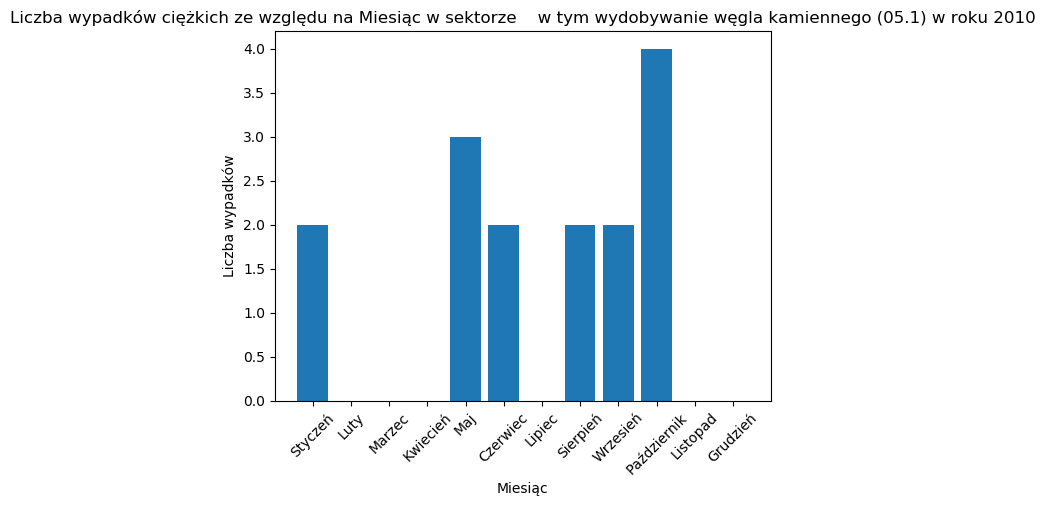 Liczba wypadków ciężkich ze względu na Miesiąc w sektorze    w tym wydobywanie węgla kamiennego (05.1) w roku 2010
4.0
3.5
3.0
2.5
2.0
1.5
1.0
0.5
0.0
Liczba wypadków
Styczeń
Luty
Marzec
Kwiecień
Maj
Czerwiec
Lipiec
Sierpień
Wrzesień
Październik
Listopad
Grudzień
Miesiąc